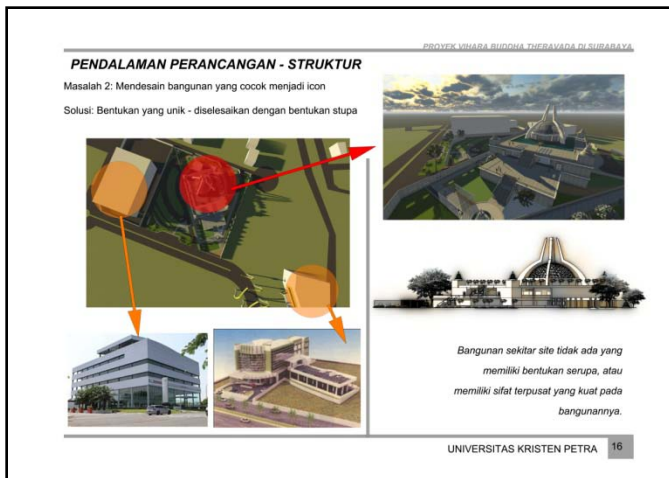 PROYEK VIHARA BUDDHA THERAVADA DI SURABAYA
PENDALAMAN PERANCANGAN - STRUKTUR
Masalah 2: Mendesain bangunan yang cocok menjadi icon
Solusi: Bentukan yang unik - diselesaikan dengan bentukan stupa
Bangunan sekitar site tidak ada yang
memiliki bentukan serupa, atau
memiliki sifat terpusat yang kuat pada
bangunannya.
UNIVERSITAS KRISTEN PETRA 16